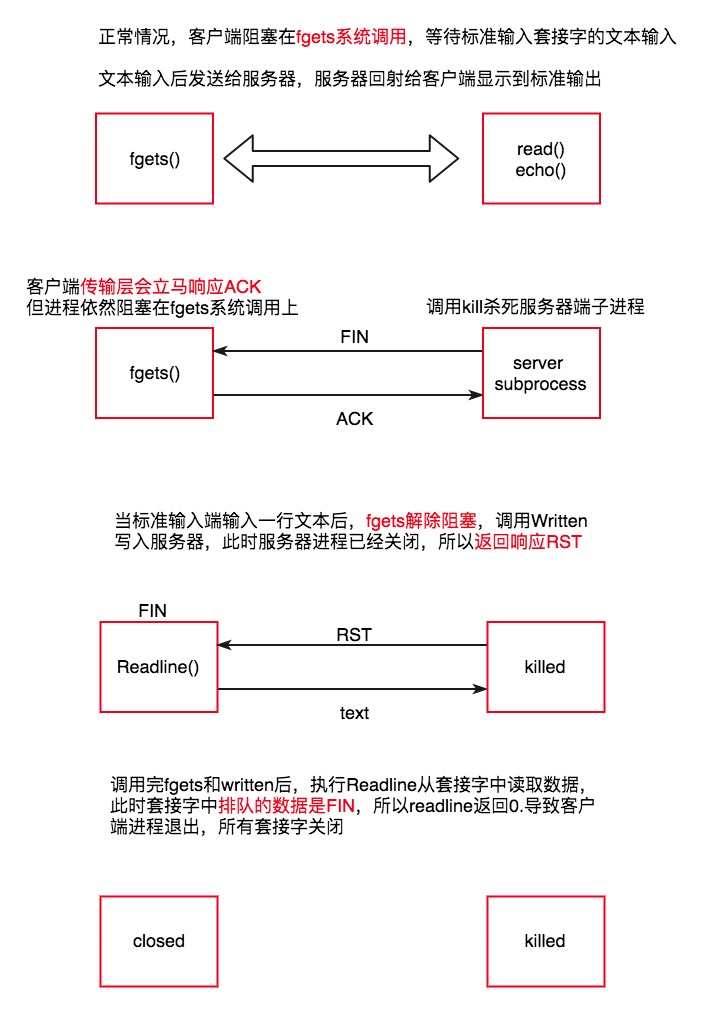 正常情况，客户端阻塞在fgets系统调用，等待标准输入套接字的文本输入
文本输入后发送给服务器，服务器回射给客户端显示到标准输出
fgets()
read()
echo()
客户端传输层会立马响应ACK
但进程依然阻塞在fgets系统调用上
调用kill杀死服务器端子进程
FIN
fgets()
server
subprocess
ACK
当标准输入端输入一行文本后，fgets解除阻塞，调用Written
写入服务器，此时服务器进程已经关闭，所以返回响应RST
FIN
RST
Readline()
killed
text
调用完fgets和written后，执行Readline从套接字中读取数据，
此时套接字中排队的数据是FIN，所以readline返回0.导致客户
端进程退出，所有套接字关闭
closed
killed